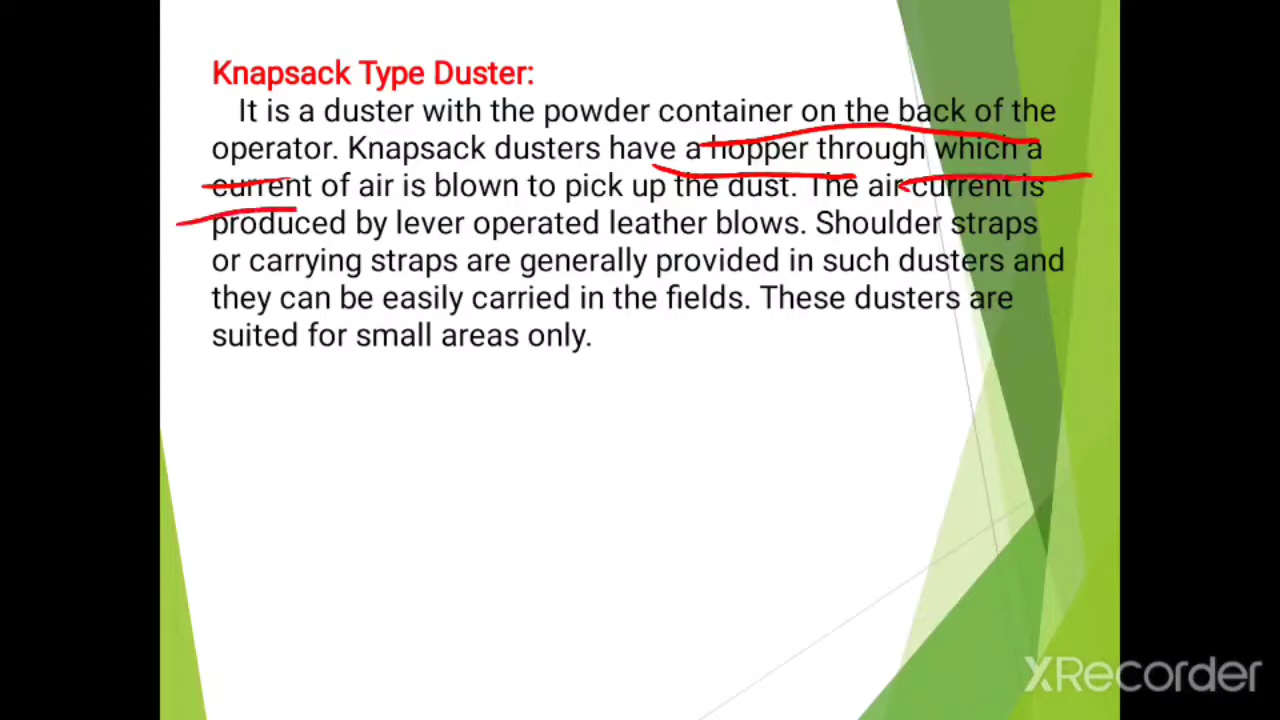 Knapsack Type Duster:
It is a duster with the powder container on the back of the
operator. Knapsack dusters have a hopper through which a
current of air is blown to pick up the dust. The air current is
produced by lever operated leather blows. Shoulder straps
or carrying straps are generally provided in such dusters and
they can be easily carried in the fields. These dusters are
suited for small areas only.
XRecorder